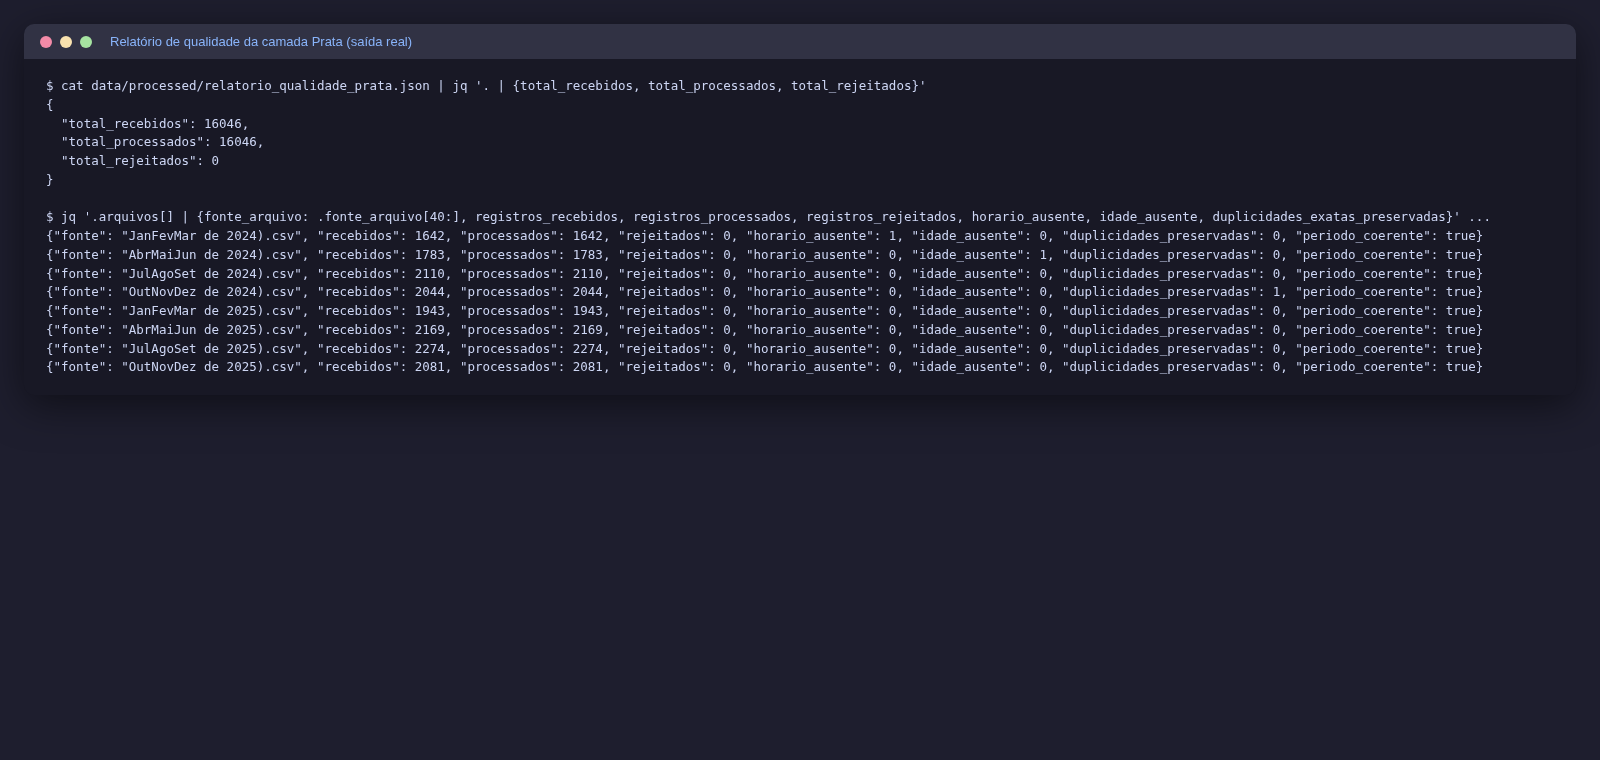 Relatório de qualidade da camada Prata (saída real)
$ cat data/processed/relatorio_qualidade_prata.json | jq '. | {total_recebidos, total_processados, total_rejeitados}'
{
  "total_recebidos": 16046,
  "total_processados": 16046,
  "total_rejeitados": 0
}
$ jq '.arquivos[] | {fonte_arquivo: .fonte_arquivo[40:], registros_recebidos, registros_processados, registros_rejeitados, horario_ausente, idade_ausente, duplicidades_exatas_preservadas}' ...
{"fonte": "JanFevMar de 2024).csv", "recebidos": 1642, "processados": 1642, "rejeitados": 0, "horario_ausente": 1, "idade_ausente": 0, "duplicidades_preservadas": 0, "periodo_coerente": true}
{"fonte": "AbrMaiJun de 2024).csv", "recebidos": 1783, "processados": 1783, "rejeitados": 0, "horario_ausente": 0, "idade_ausente": 1, "duplicidades_preservadas": 0, "periodo_coerente": true}
{"fonte": "JulAgoSet de 2024).csv", "recebidos": 2110, "processados": 2110, "rejeitados": 0, "horario_ausente": 0, "idade_ausente": 0, "duplicidades_preservadas": 0, "periodo_coerente": true}
{"fonte": "OutNovDez de 2024).csv", "recebidos": 2044, "processados": 2044, "rejeitados": 0, "horario_ausente": 0, "idade_ausente": 0, "duplicidades_preservadas": 1, "periodo_coerente": true}
{"fonte": "JanFevMar de 2025).csv", "recebidos": 1943, "processados": 1943, "rejeitados": 0, "horario_ausente": 0, "idade_ausente": 0, "duplicidades_preservadas": 0, "periodo_coerente": true}
{"fonte": "AbrMaiJun de 2025).csv", "recebidos": 2169, "processados": 2169, "rejeitados": 0, "horario_ausente": 0, "idade_ausente": 0, "duplicidades_preservadas": 0, "periodo_coerente": true}
{"fonte": "JulAgoSet de 2025).csv", "recebidos": 2274, "processados": 2274, "rejeitados": 0, "horario_ausente": 0, "idade_ausente": 0, "duplicidades_preservadas": 0, "periodo_coerente": true}
{"fonte": "OutNovDez de 2025).csv", "recebidos": 2081, "processados": 2081, "rejeitados": 0, "horario_ausente": 0, "idade_ausente": 0, "duplicidades_preservadas": 0, "periodo_coerente": true}